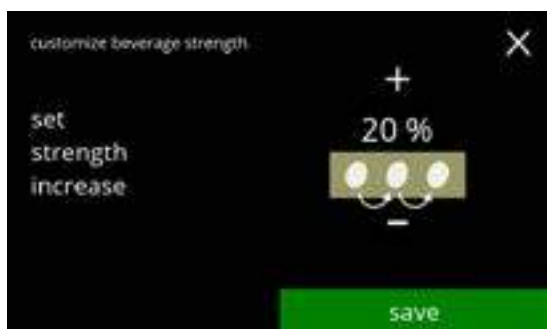 customize beverage strength
X
+
set
strength
increase
20 %
−
save